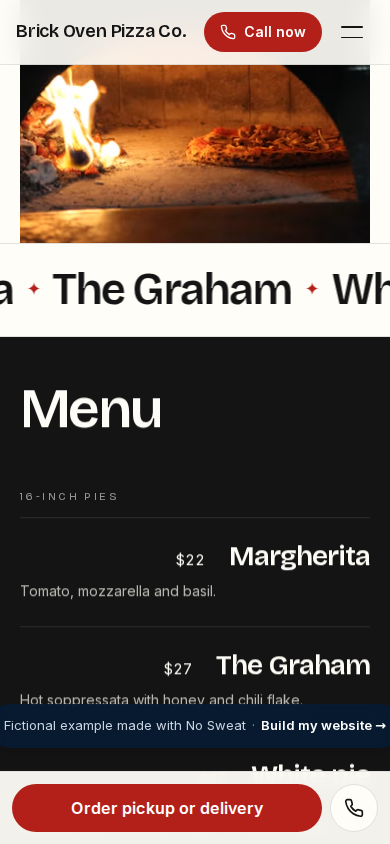 Brick Oven Pizza Co.
Call now
The Graham
Menu
16-INCH PIES
$22 Margherita
Tomato, mozzarella and basil.
$27 The Graham
Hot soppressata with honey and chili flake.
Fictional example made with No Sweat · Build my website →
Order pickup or delivery